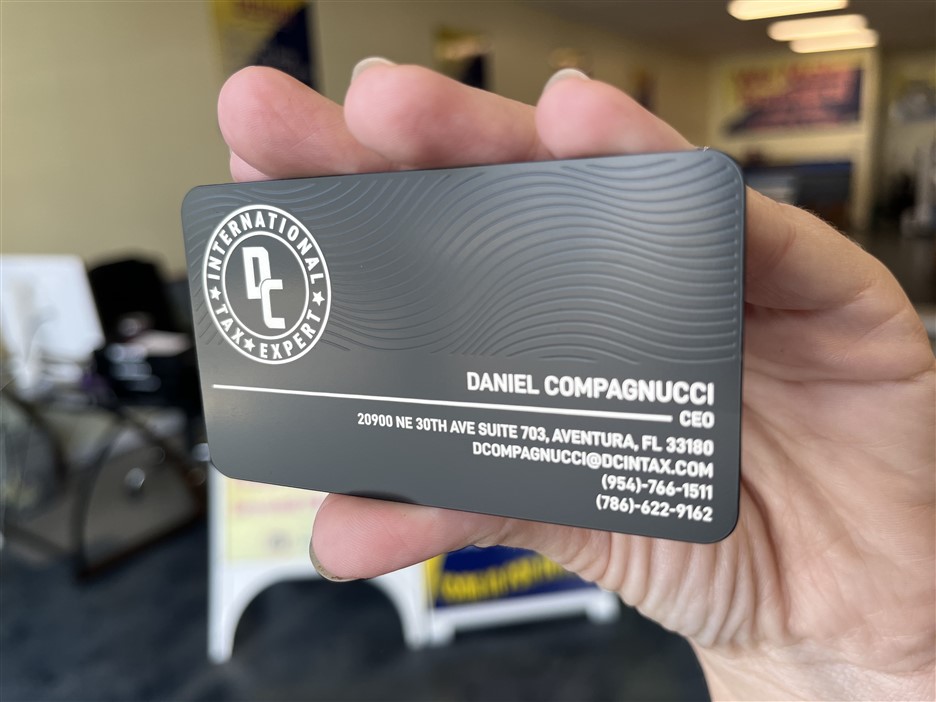 INTERNATIONAL
DC
★ TAX ★ EXPERT ★
DANIEL COMPAGNUCCI
CEO
20900 NE 30TH AVE SUITE 703, AVENTURA, FL 33180
DCOMPAGNUCCI@DCINTAX.COM
(954)-766-1511
(786)-622-9162